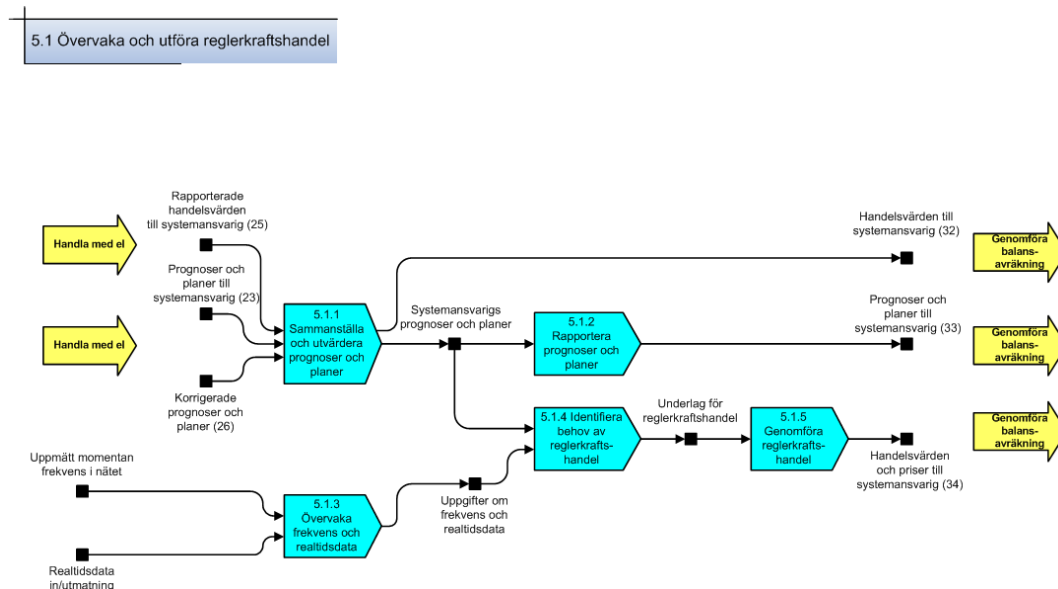 5.1 Övervaka och utföra reglerkraftshandel
Rapporterade
handelsvärden
till systemansvarig (25)
Handla med el
Handelsvärden till
systemansvarig (32)
Genomföra
balans-
avräkning
Prognoser och
planer till
systemansvarig (23)
Handla med el
5.1.1
Sammanställa
och utvärdera
prognoser och
planer
Systemansvarigs
prognoser och planer
5.1.2
Rapportera
prognoser och
planer
Prognoser och
planer till
systemansvarig (33)
Genomföra
balans-
avräkning
Korrigerade
prognoser och
planer (26)
5.1.4 Identifiera
behov av
reglerkrafts-
handel
Underlag för
reglerkraftshandel
5.1.5
Genomföra
reglerkrafts-
handel
Handelsvärden
och priser till
systemansvarig (34)
Genomföra
balans-
avräkning
Uppmätt momentan
frekvens i nätet
5.1.3
Övervaka
frekvens och
realtidsdata
Uppgifter om
frekvens och
realtidsdata
Realtidsdata
in/utmatning